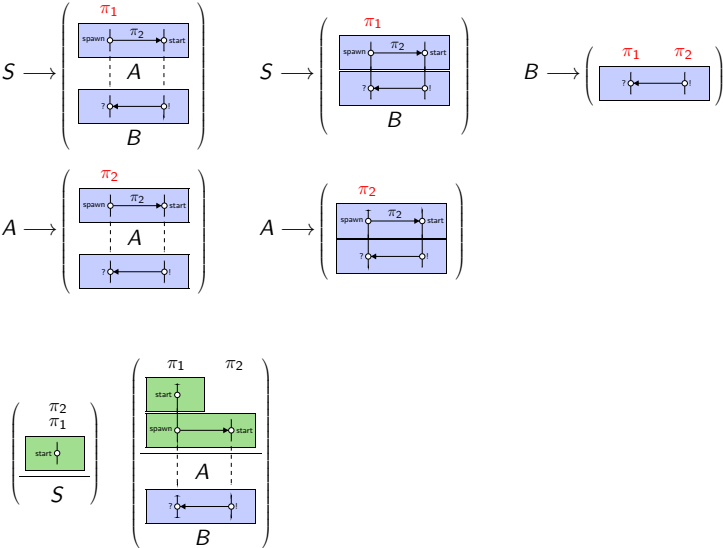 π₁
S ⟶ ( spawn π₂ start
A
? !
B )
π₁
S ⟶ ( spawn π₂ start
? !
B )
π₁ π₂
B ⟶ ( ? ! )
π₂
A ⟶ ( spawn π₂ start
A
? ! )
π₂
A ⟶ ( spawn π₂ start
? ! )
π₂
π₁
( start
S )
π₁ π₂
( start
spawn start
A
? !
B )